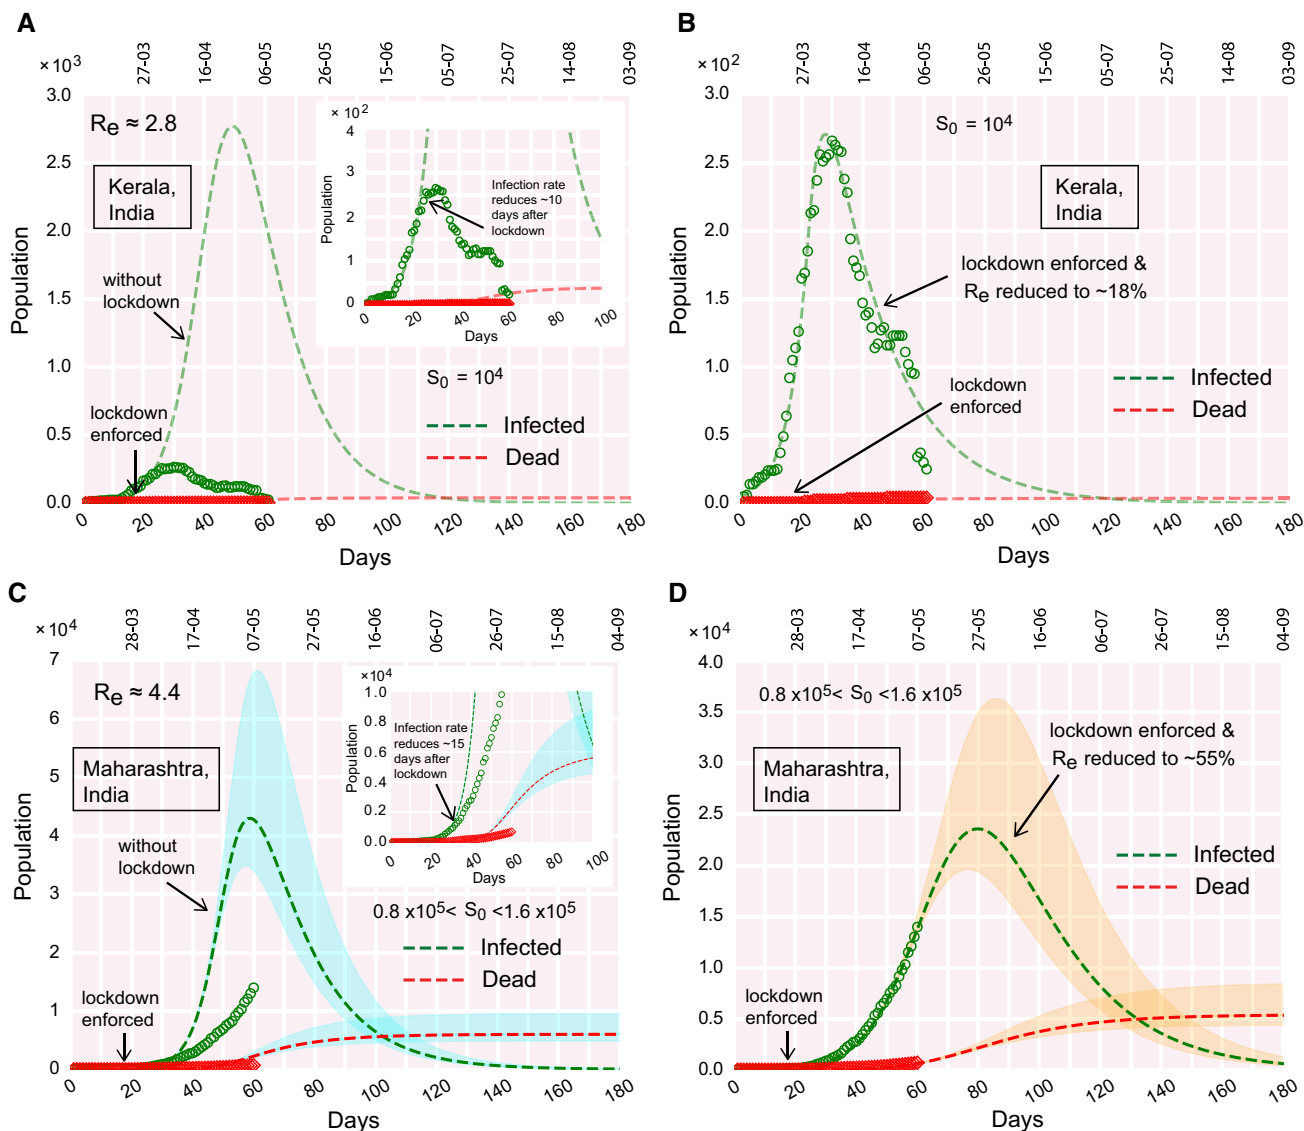 A
27-03 16-04 06-05 26-05 15-06 05-07 25-07 14-08 03-09
× 10³
3.0
2.5
2.0
1.5
1.0
0.5
0.0
Population
Rₑ ≈ 2.8
Kerala,
India
without
lockdown
lockdown
enforced
× 10²
4
3
2
1
0
Population
Infection rate
reduces ~10
days after
lockdown
0 20 40 60 80 100
Days
S₀ = 10⁴
Infected
Dead
0 20 40 60 80 100 120 140 160 180
Days
B
27-03 16-04 06-05 26-05 15-06 05-07 25-07 14-08 03-09
× 10²
3.0
2.5
2.0
1.5
1.0
0.5
0.0
Population
S₀ = 10⁴
Kerala,
India
lockdown enforced &
Rₑ reduced to ~18%
lockdown
enforced
Infected
Dead
0 20 40 60 80 100 120 140 160 180
Days
C
28-03 17-04 07-05 27-05 16-06 06-07 26-07 15-08 04-09
× 10⁴
7
6
5
4
3
2
1
0
Population
Rₑ ≈ 4.4
Maharashtra,
India
without
lockdown
lockdown
enforced
×10⁴
1.0
0.8
0.6
0.4
0.2
0.0
Population
Infection rate
reduces ~15
days after
lockdown
0 20 40 60 80 100
Days
0.8 x10⁵< S₀ <1.6 x10⁵
Infected
Dead
0 20 40 60 80 100 120 140 160 180
Days
D
28-03 17-04 07-05 27-05 16-06 06-07 26-07 15-08 04-09
×10⁴
4.0
3.5
3.0
2.5
2.0
1.5
1.0
0.5
0.0
Population
0.8 x10⁵< S₀ <1.6 x10⁵
Maharashtra,
India
lockdown enforced &
Rₑ reduced to ~55%
lockdown
enforced
Infected
Dead
0 20 40 60 80 100 120 140 160 180
Days